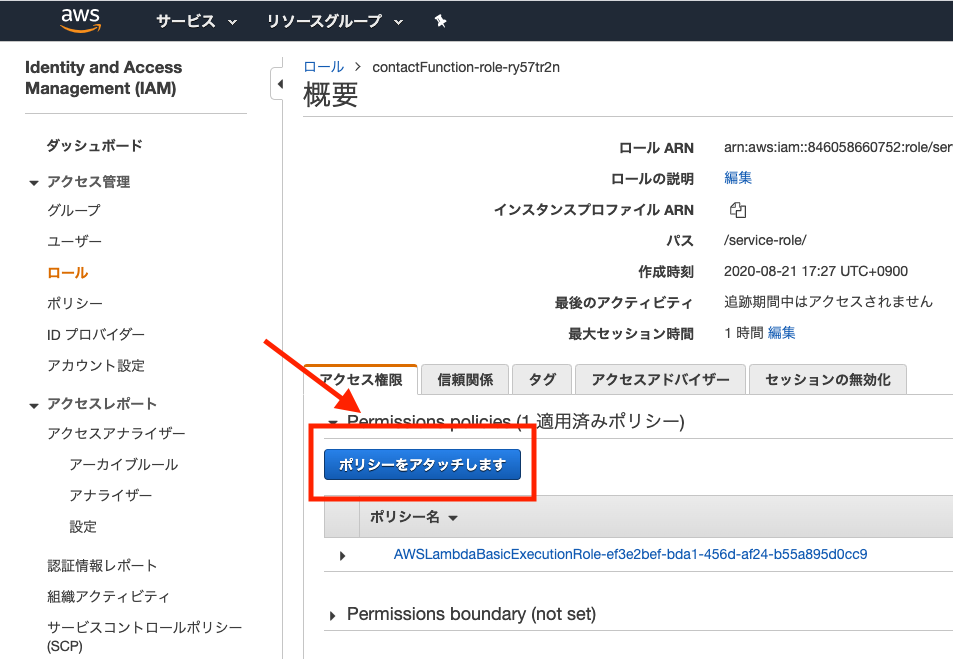 aws
サービス
リソースグループ
Identity and Access
Management (IAM)
ダッシュボード
アクセス管理
グループ
ユーザー
ロール
ポリシー
ID プロバイダー
アカウント設定
アクセスレポート
アクセスアナライザー
アーカイブルール
アナライザー
設定
認証情報レポート
組織アクティビティ
サービスコントロールポリシー
(SCP)
ロール > contactFunction-role-ry57tr2n
概要
ロール ARN arn:aws:iam::846058660752:role/ser
ロールの説明 編集
インスタンスプロファイル ARN
パス /service-role/
作成時刻 2020-08-21 17:27 UTC+0900
最後のアクティビティ 追跡期間中はアクセスされません
最大セッション時間 1 時間 編集
アクセス権限 信頼関係 タグ アクセスアドバイザー セッションの無効化
Permissions policies (1 適用済みポリシー)
ポリシーをアタッチします
ポリシー名
AWSLambdaBasicExecutionRole-ef3e2bef-bda1-456d-af24-b55a895d0cc9
Permissions boundary (not set)